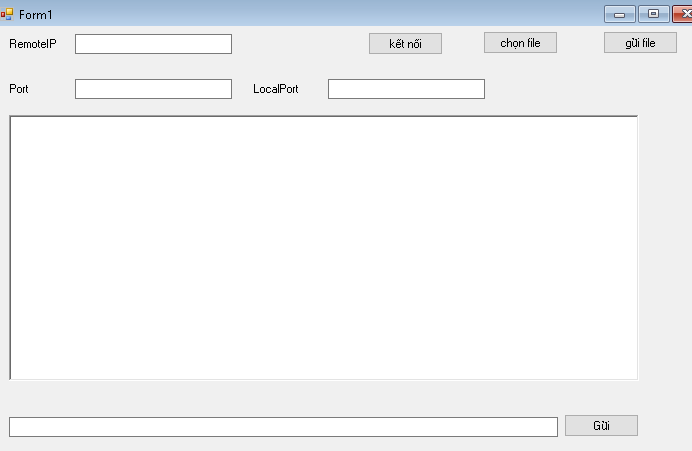 Form1
RemoteIP kết nối chọn file gửi file
Port LocalPort
Gửi